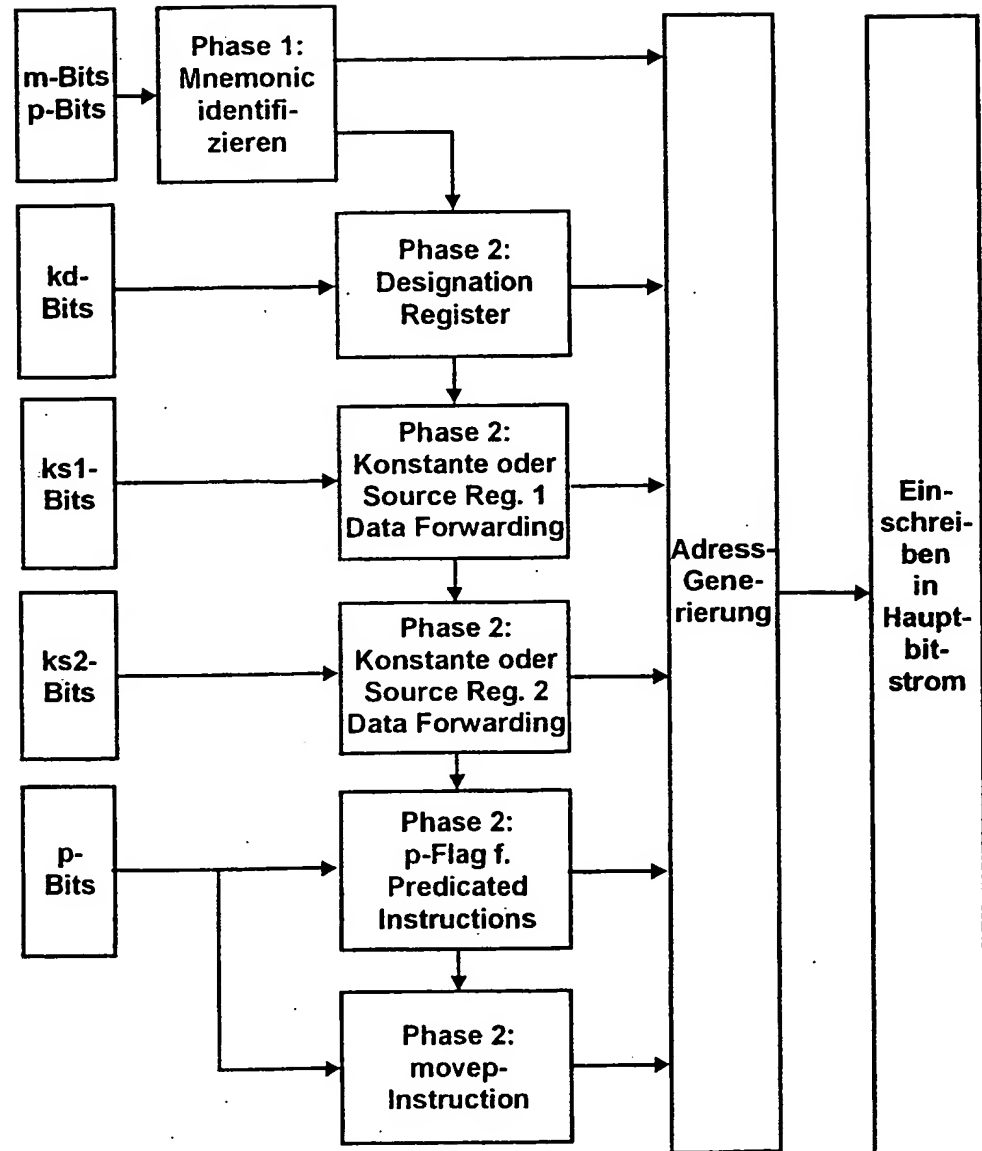 m-Bits
p-Bits
Phase 1:
Mnemonic
identifi-
zieren
kd-
Bits
Phase 2:
Designation
Register
ks1-
Bits
Phase 2:
Konstante oder
Source Reg. 1
Data Forwarding
ks2-
Bits
Phase 2:
Konstante oder
Source Reg. 2
Data Forwarding
p-
Bits
Phase 2:
p-Flag f.
Predicated
Instructions
Phase 2:
movep-
Instruction
Adress-
Gene-
rierung
Ein-
schrei-
ben
in
Haupt-
bit-
strom